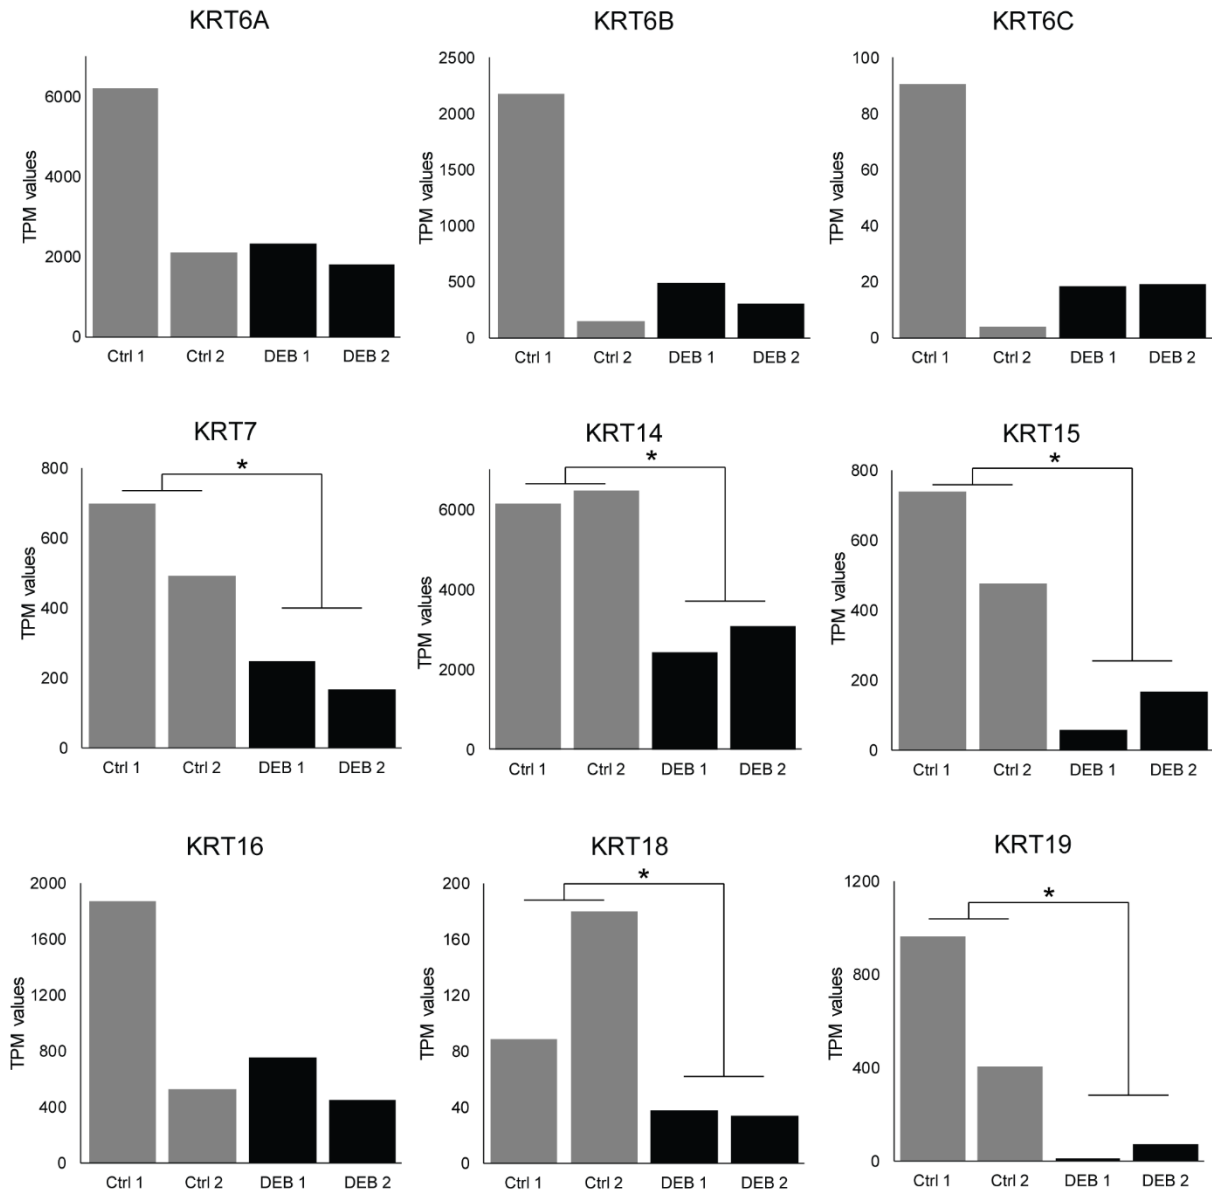 KRT6A
TPM values
6000
4000
2000
0
Ctrl 1 Ctrl 2 DEB 1 DEB 2
KRT6B
TPM values
2500
2000
1500
1000
500
0
Ctrl 1 Ctrl 2 DEB 1 DEB 2
KRT6C
TPM values
100
80
60
40
20
0
Ctrl 1 Ctrl 2 DEB 1 DEB 2
KRT7
*
TPM values
800
600
400
200
0
Ctrl 1 Ctrl 2 DEB 1 DEB 2
KRT14
*
TPM values
6000
4000
2000
0
Ctrl 1 Ctrl 2 DEB 1 DEB 2
KRT15
*
TPM values
800
600
400
200
0
Ctrl 1 Ctrl 2 DEB 1 DEB 2
KRT16
TPM values
2000
1600
1200
800
400
0
Ctrl 1 Ctrl 2 DEB 1 DEB 2
KRT18
*
TPM values
200
160
120
80
40
0
Ctrl 1 Ctrl 2 DEB 1 DEB 2
KRT19
*
TPM values
1200
800
400
0
Ctrl 1 Ctrl 2 DEB 1 DEB 2